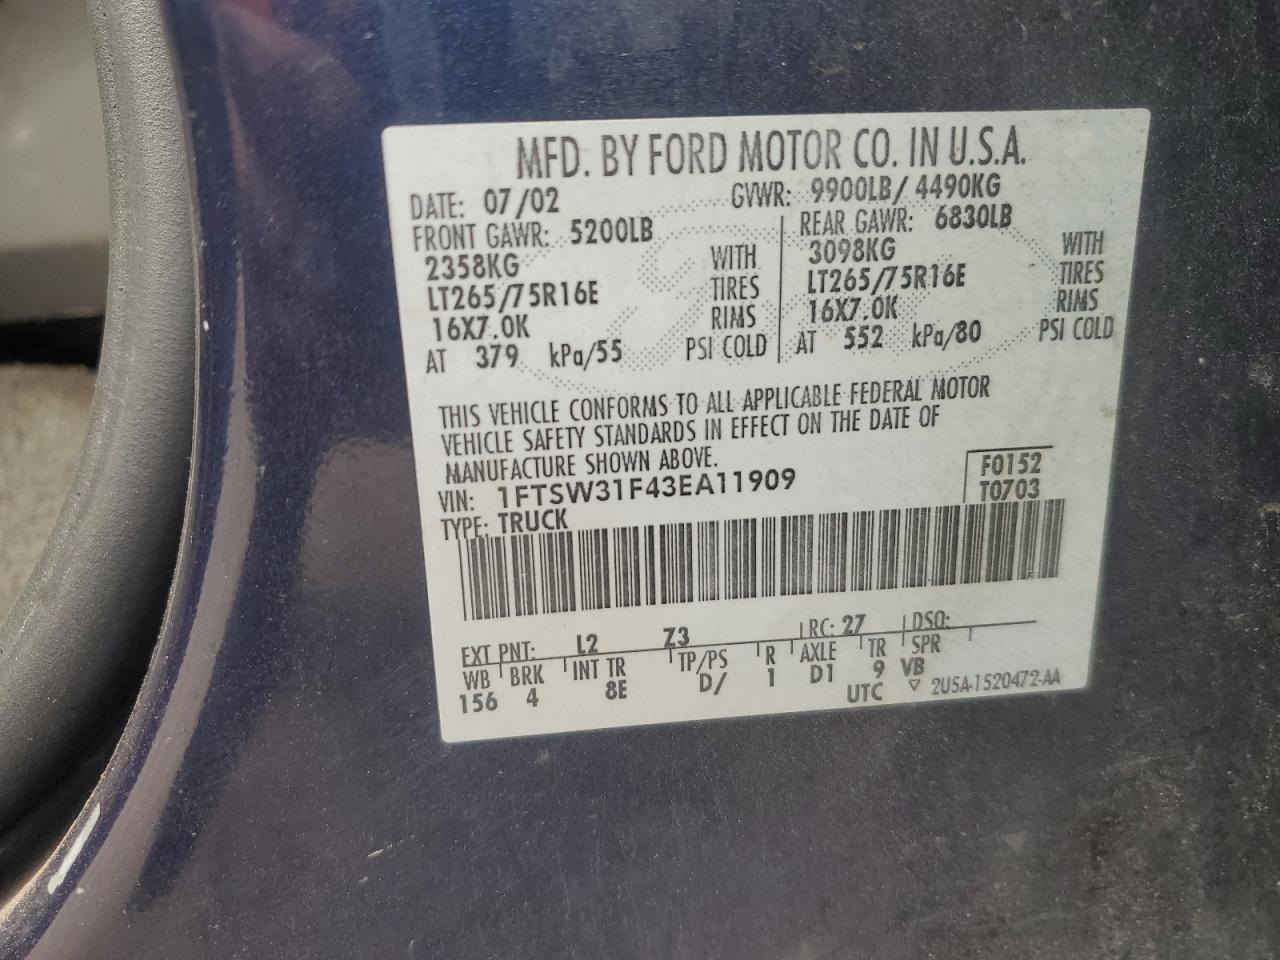 MFD. BY FORD MOTOR CO. IN U.S.A.
DATE: 07/02 GVWR: 9900LB/ 4490KG
FRONT GAWR: 5200LB REAR GAWR: 6830LB
2358KG WITH 3098KG WITH
LT265/75R16E TIRES LT265/75R16E TIRES
16X7.0K RIMS 16X7.0K RIMS
AT 379 kPa/55 PSI COLD AT 552 kPa/80 PSI COLD
THIS VEHICLE CONFORMS TO ALL APPLICABLE FEDERAL MOTOR
VEHICLE SAFETY STANDARDS IN EFFECT ON THE DATE OF
MANUFACTURE SHOWN ABOVE.
VIN: 1FTSW31F43EA11909 F0152
TYPE: TRUCK T0703
EXT PNT: L2 Z3 RC: 27 DSO:
WB BRK INT TR TP/PS R AXLE TR SPR
156 4 8E D/ 1 D1 9 VB
UTC ▽ 2U5A-1520472-AA